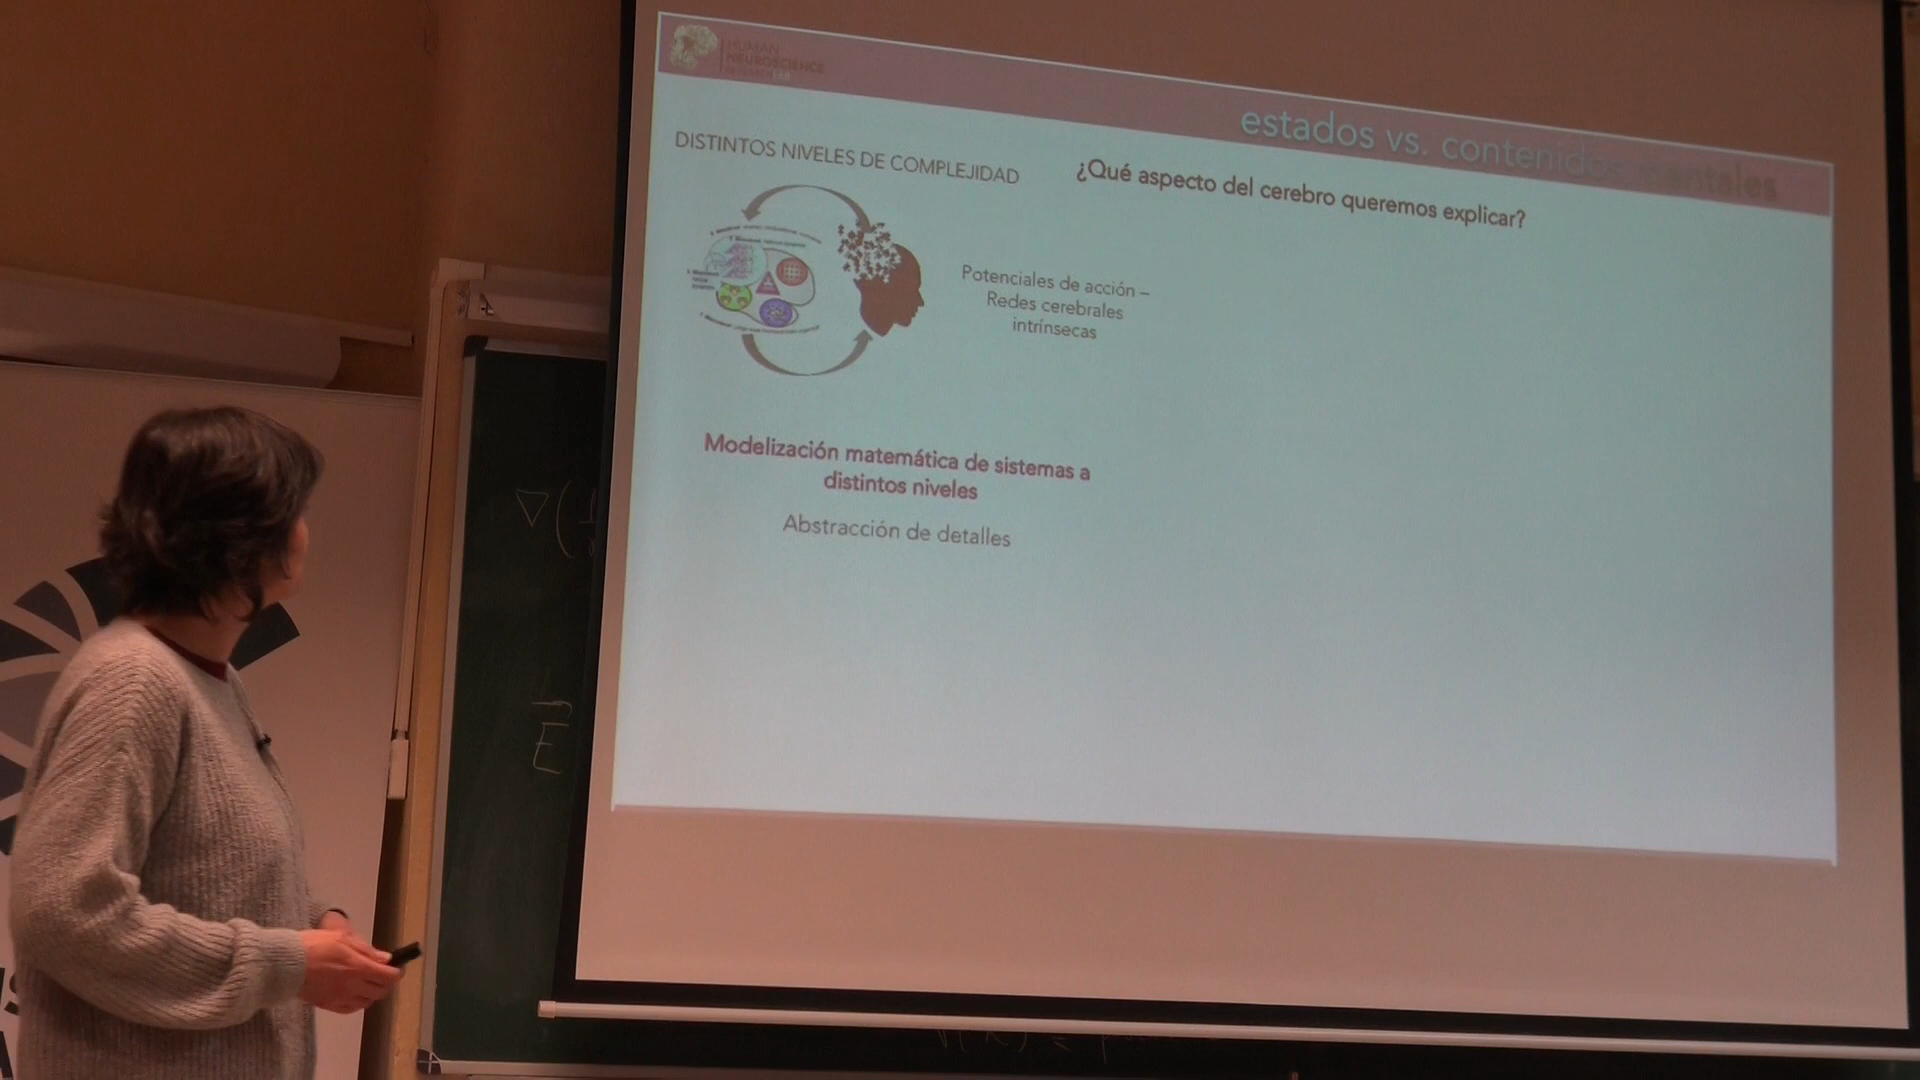 HUMAN
NEUROSCIENCE
estados vs. contenidos mentales
DISTINTOS NIVELES DE COMPLEJIDAD
¿Qué aspecto del cerebro queremos explicar?
Potenciales de acción –
Redes cerebrales
intrínsecas
Modelización matemática de sistemas a
distintos niveles
Abstracción de detalles
∇(
E